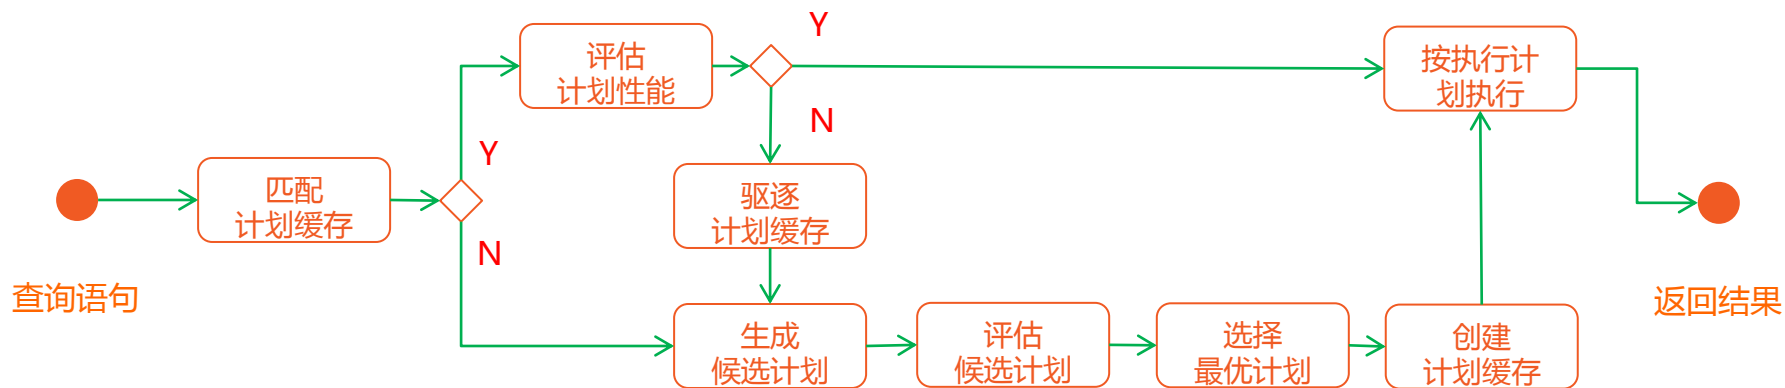 Y
评估
计划性能
按执行计
划执行
N
Y
匹配
计划缓存
驱逐
计划缓存
N
查询语句
返回结果
生成
候选计划
评估
候选计划
选择
最优计划
创建
计划缓存